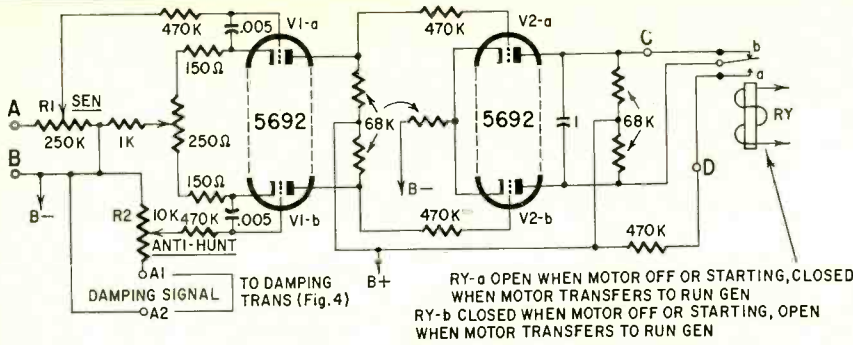 470K
.005
V1-a
470K
V2-a
C
b
a
150Ω
A
R1
SEN
250K
1K
250Ω
5692
68K
5692
1
68K
RY
B
B-
150Ω
B-
D
R2
10K
470K
.005
V1-b
470K
V2-b
470K
ANTI-HUNT
A1
DAMPING SIGNAL
A2
TO DAMPING
TRANS (Fig. 4)
B+
RY-a OPEN WHEN MOTOR OFF OR STARTING, CLOSED
WHEN MOTOR TRANSFERS TO RUN GEN
RY-b CLOSED WHEN MOTOR OFF OR STARTING, OPEN
WHEN MOTOR TRANSFERS TO RUN GEN